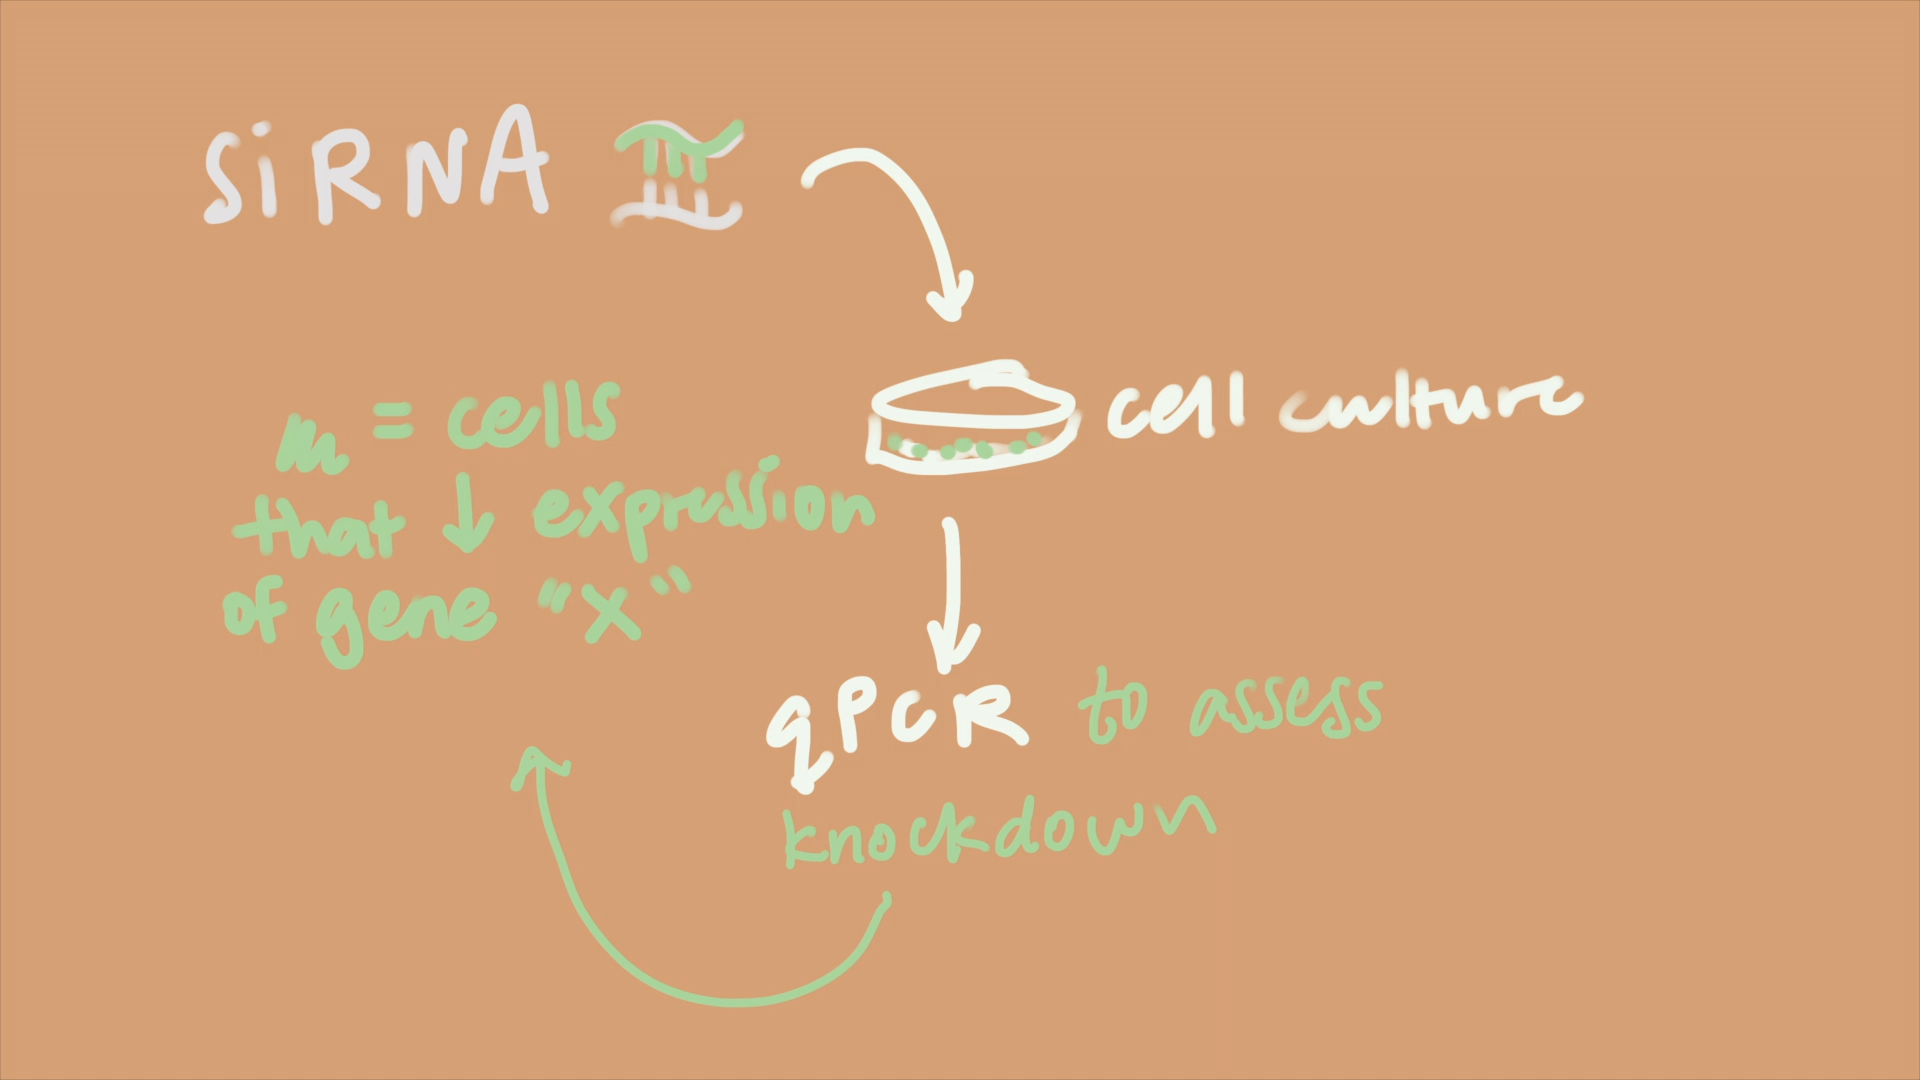 siRNA
cell culture
m = cells
that ↓ expression
of gene "x"
qPCR to assess
knockdown